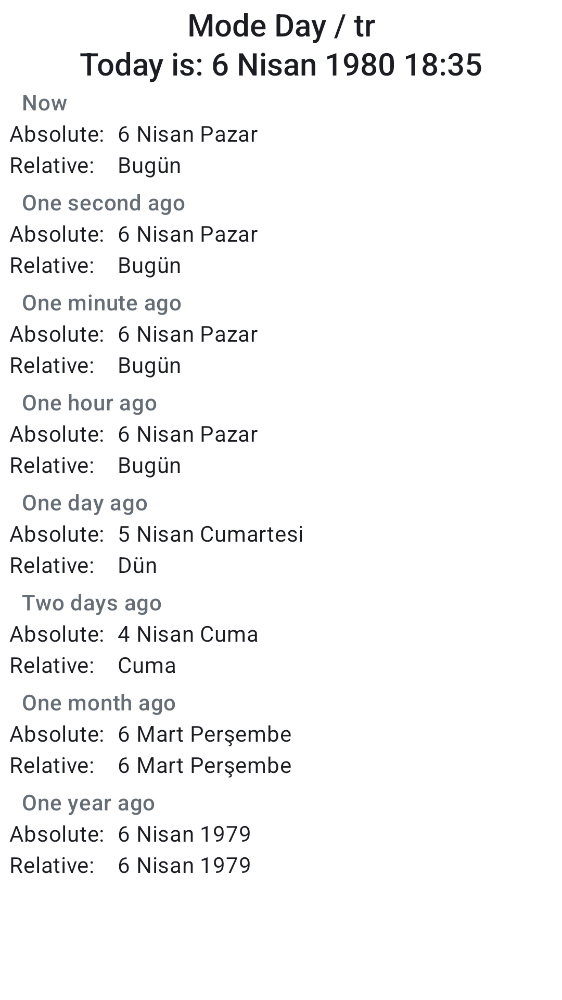 Mode Day / tr
Today is: 6 Nisan 1980 18:35
Now
Absolute: 6 Nisan Pazar
Relative: Bugün
One second ago
Absolute: 6 Nisan Pazar
Relative: Bugün
One minute ago
Absolute: 6 Nisan Pazar
Relative: Bugün
One hour ago
Absolute: 6 Nisan Pazar
Relative: Bugün
One day ago
Absolute: 5 Nisan Cumartesi
Relative: Dün
Two days ago
Absolute: 4 Nisan Cuma
Relative: Cuma
One month ago
Absolute: 6 Mart Perşembe
Relative: 6 Mart Perşembe
One year ago
Absolute: 6 Nisan 1979
Relative: 6 Nisan 1979